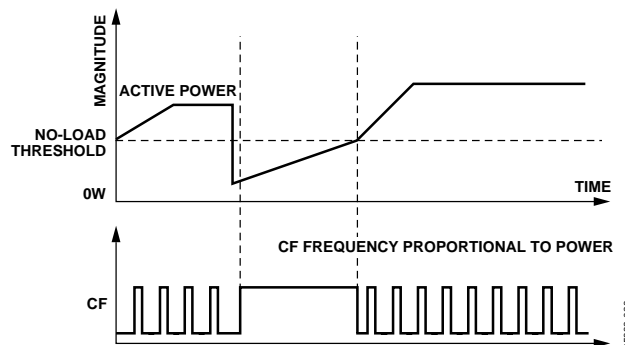 MAGNITUDE
ACTIVE POWER
NO-LOAD
THRESHOLD
0W
TIME
CF FREQUENCY PROPORTIONAL TO POWER
CF